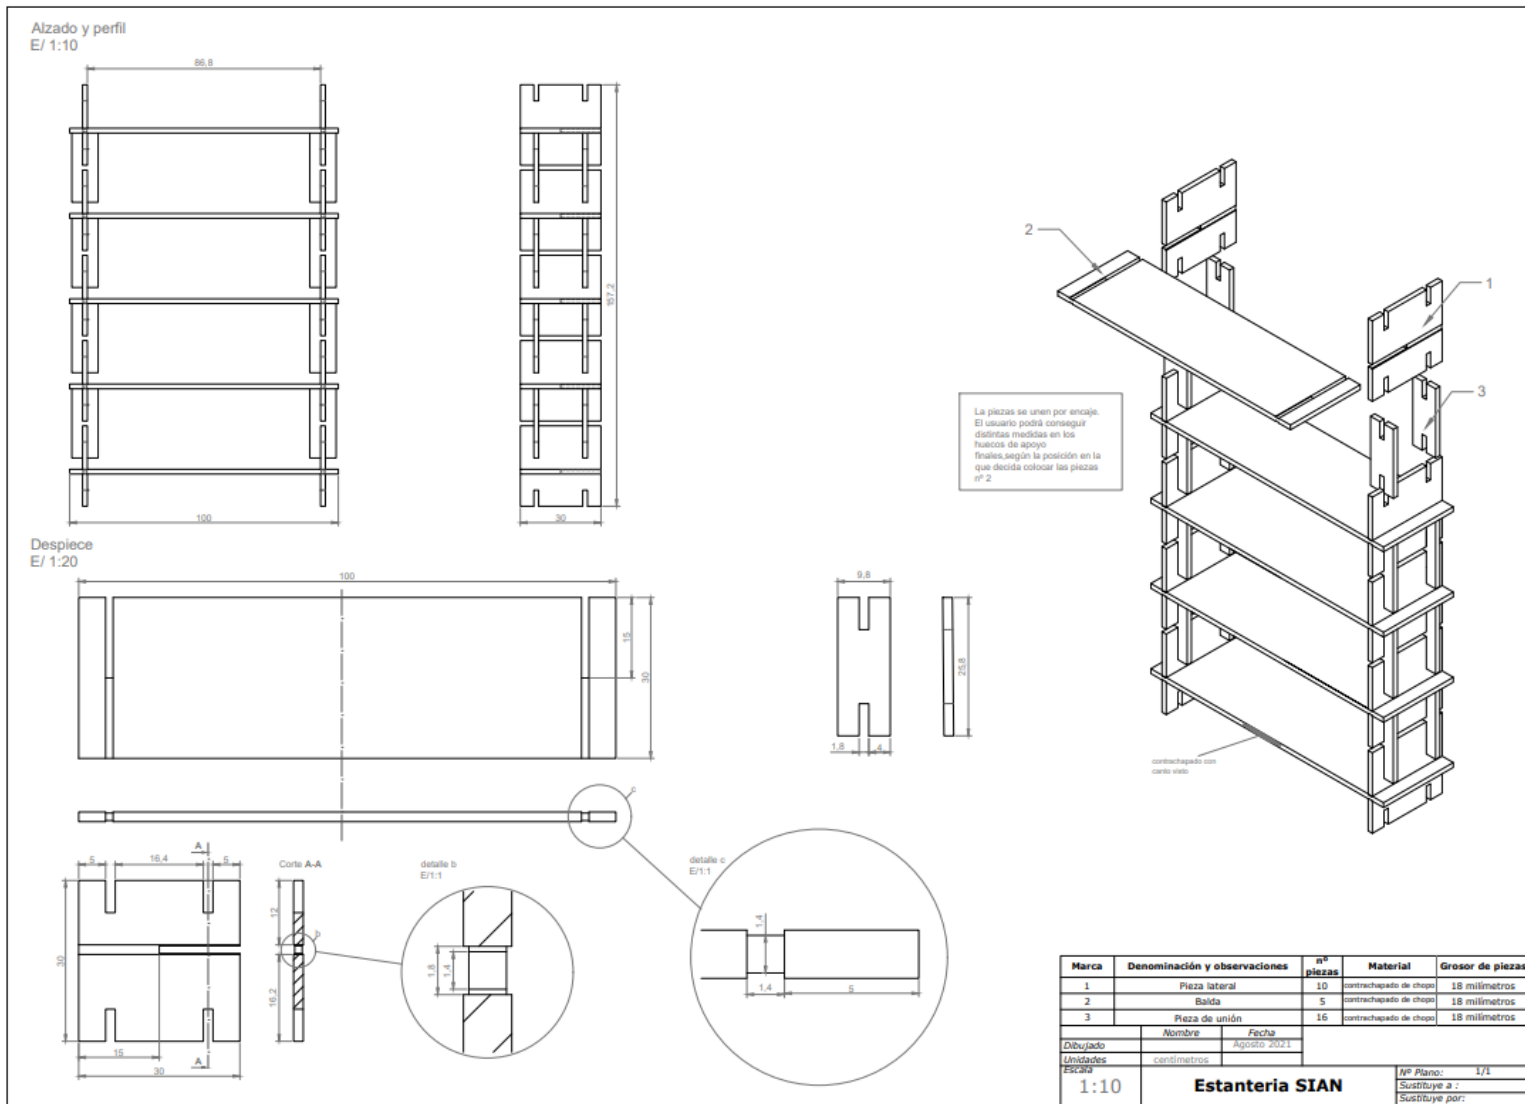 Alzado y perfil
E/ 1:10
86,8
157,2
100
30
2
1
3
La piezas se unen por encaje.
El usuario podrá conseguir
distintas medidas en los
huecos de apoyo
finales,según la posición en la
que decida colocar las piezas
nº 2
contrachapado con
canto visto
Despiece
E/ 1:20
100
15
30
9,8
25,8
1,8
4
c
A
5
16,4
5
30
12
16,2
15
30
A
Corte A-A
b
detalle b
E/1:1
1,8
1,4
detalle c
E/1:1
1,4
1,4
5
Marca Denominación y observaciones nº piezas Material Grosor de piezas
1 Pieza lateral 10 contrachapado de chopo 18 milímetros
2 Balda 5 contrachapado de chopo 18 milímetros
3 Pieza de unión 16 contrachapado de chopo 18 milímetros
Nombre Fecha
Dibujado Agosto 2021
Unidades centímetros
Escala
1:10
Estanteria SIAN
Nº Plano: 1/1
Sustituye a :
Sustituye por: